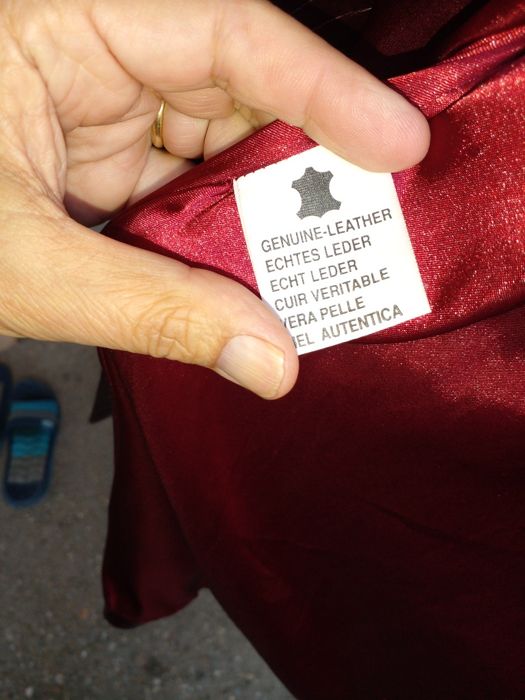 GENUINE-LEATHER
ECHTES LEDER
ECHT LEDER
CUIR VERITABLE
VERA PELLE
AUTENTICA